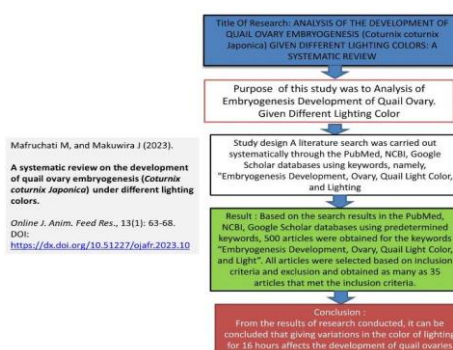 Mafruchati M, and Makuwira J (2023).
A systematic review on the development
of quail ovary embryogenesis (Coturnix
coturnix Japonica) under different lighting
colors.
Online J. Anim. Feed Res., 13(1): 63-68.
DOI:
https://dx.doi.org/10.51227/ojafr.2023.10
Title Of Research: ANALYSIS OF THE DEVELOPMENT OF
QUAIL OVARY EMBRYOGENESIS (Coturnix coturnix
Japonica) GIVEN DIFFERENT LIGHTING COLORS: A
SYSTEMATIC REVIEW
Purpose of this study was to Analysis of
Embryogenesis Development of Quail Ovary.
Given Different Lighting Color
Study design A literature search was carried out
systematically through the PubMed, NCBI, Google
Scholar databases using keywords, namely,
"Embryogenesis Development, Ovary, Quail Light Color,
and Lighting
Result : Based on the search results in the PubMed,
NCBI, Google Scholar databases using predetermined
keywords, 500 articles were obtained for the keywords
"Embryogenesis Development, Ovary, Quail Light Color,
and Light". All articles were selected based on inclusion
criteria and exclusion and obtained as many as 35
articles that met the inclusion criteria.
Conclusion :
From the results of research conducted, it can be
concluded that giving variations in the color of lighting
for 16 hours affects the development of quail ovaries